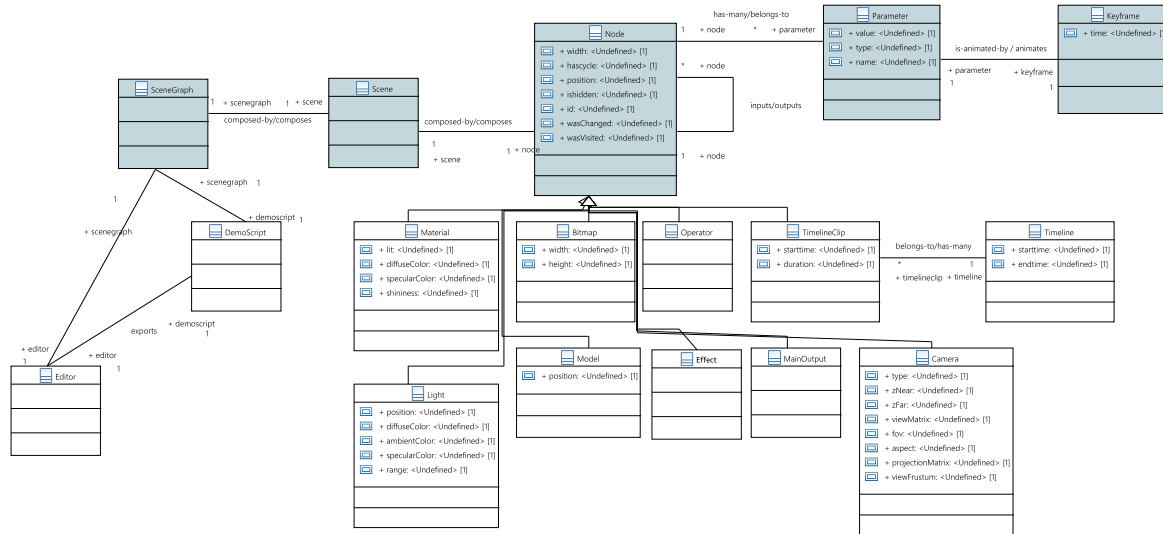 Node
+ width: <Undefined> [1]
+ hascycle: <Undefined> [1]
+ position: <Undefined> [1]
+ ishidden: <Undefined> [1]
+ id: <Undefined> [1]
+ wasChanged: <Undefined> [1]
+ wasVisited: <Undefined> [1]
has-many/belongs-to
1 + node * + parameter
* + node
inputs/outputs
1 + node
Parameter
+ value: <Undefined> [1]
+ type: <Undefined> [1]
+ name: <Undefined> [1]
is-animated-by / animates
+ parameter + keyframe
1 1
Keyframe
+ time: <Undefined> [1]
SceneGraph
1 + scenegraph 1 + scene
composed-by/composes
Scene
composed-by/composes
1 1 + node
+ scene
+ scenegraph 1
1
+ scenegraph
+ demoscript 1
DemoScript
+ demoscript
1
exports
+ editor
1
+ editor
1
Editor
Material
+ lit: <Undefined> [1]
+ diffuseColor: <Undefined> [1]
+ specularColor: <Undefined> [1]
+ shininess: <Undefined> [1]
Bitmap
+ width: <Undefined> [1]
+ height: <Undefined> [1]
Operator
TimelineClip
+ starttime: <Undefined> [1]
+ duration: <Undefined> [1]
belongs-to/has-many
* 1
+ timelineclip + timeline
Timeline
+ starttime: <Undefined> [1]
+ endtime: <Undefined> [1]
Light
+ position: <Undefined> [1]
+ diffuseColor: <Undefined> [1]
+ ambientColor: <Undefined> [1]
+ specularColor: <Undefined> [1]
+ range: <Undefined> [1]
Model
+ position: <Undefined> [1]
Effect
MainOutput
Camera
+ type: <Undefined> [1]
+ zNear: <Undefined> [1]
+ zFar: <Undefined> [1]
+ viewMatrix: <Undefined> [1]
+ fov: <Undefined> [1]
+ aspect: <Undefined> [1]
+ projectionMatrix: <Undefined> [1]
+ viewFrustum: <Undefined> [1]